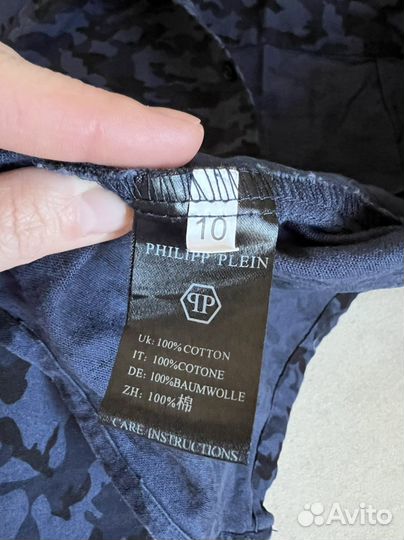 10
PHILIPP PLEIN
PP
Uk: 100% COTTON
IT: 100%COTONE
DE: 100%BAUMWOLLE
ZH: 100%棉
CARE INSTRUCTIONS
Avito